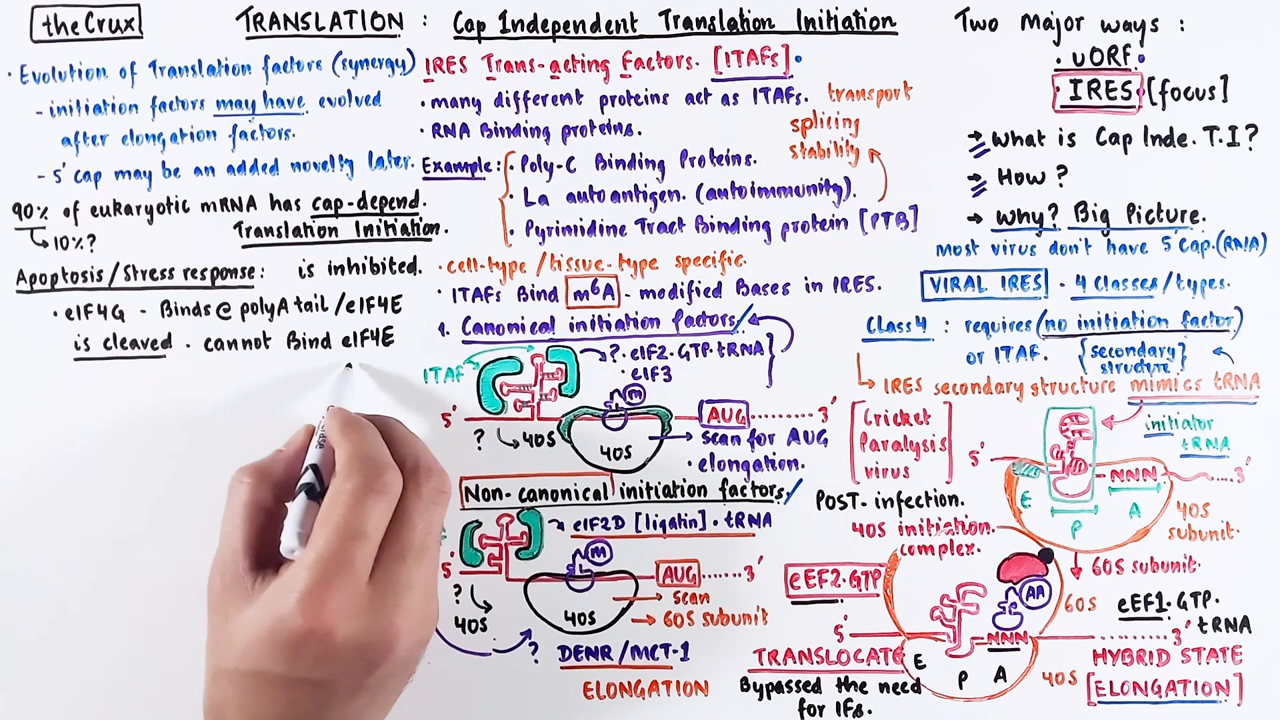 theCrux
TRANSLATION : Cap Independent Translation Initiation
· Evolution of Translation factors (synergy)
- initiation factors may have evolved
after elongation factors.
- 5' cap may be an added novelty later.
90% of eukaryotic mRNA has cap-depend.
↳ 10%? Translation Initiation.
Apoptosis/Stress response: is inhibited.
· eIF4G - Binds @ polyA tail /eIF4E
is cleaved. cannot Bind eIF4E
IRES Trans-acting Factors. [ITAFs].
· many different proteins act as ITAFs.
· RNA Binding proteins.
transport
splicing
stability
Example: · Poly-C Binding Proteins.
· La autoantigen. (autoimmunity).
· Pyrimidine Tract Binding protein [PTB]
· cell-type /tissue-type specific.
· ITAFs Bind m6A - modified Bases in IRES.
1. Canonical initiation factors
ITAF
? · eIF2·GTP·tRNA
· eIF3
M
5'
AUG ........ 3'
? ↳ 40S
40S
→ scan for AUG
· elongation.
Non-canonical initiation factors
→ eIF2D [ligatin]· tRNA
M
5'
AUG ...... 3'
?
40S
40S
→ scan
→ 60S subunit
? DENR /MCT-1
ELONGATION
Two major ways :
· uORF.
· IRES [focus]
⇒ What is Cap Inde. T.I?
⇒ How ?
→ why? Big Picture.
most virus don't have 5' Cap.(RNA)
VIRAL IRES - 4 classes/types.
Class 4 : requires (no initiation factor)
or ITAF. {secondary
structure}
↳ IRES secondary structure mimics tRNA
[Cricket
Paralysis
virus]
initiator
tRNA
5'
NNN
3'
E
P
A
40S
subunit.
POST-infection.
40S initiation.
complex.
60S subunit.
eEF2·GTP
AA
60S
eEF1·GTP·
tRNA
5'
NNN
3'
E
P
A
40S
TRANSLOCATE
HYBRID STATE
[ELONGATION]
Bypassed the need
for IFs.